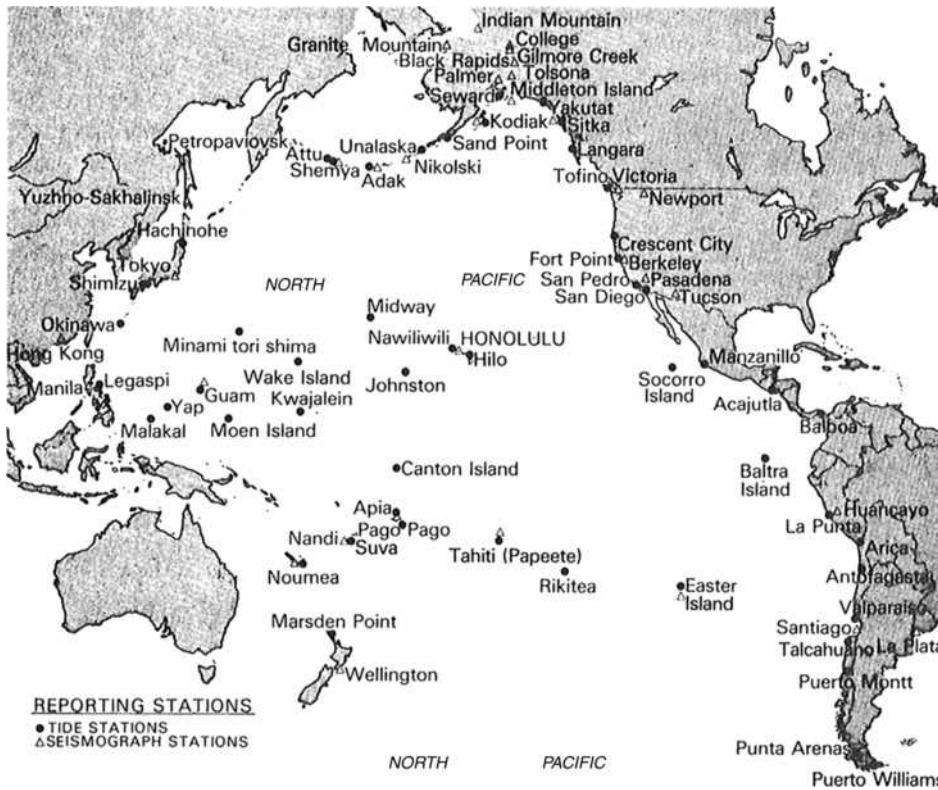 Indian Mountain
Granite Mountain
College
Gilmore Creek
Black Rapids
Tolsona
Palmer
Middleton Island
Seward
Yakutat
Kodiak
Sitka
Petropaviovsk
Unalaska
Sand Point
Langara
Attu
Shemya
Nikolski
Adak
Tofino
Victoria
Newport
Yuzhno-Sakhalinsk
Hachinohe
Crescent City
Fort Point
Berkeley
Tokyo
Shimizu
NORTH
PACIFIC
San Pedro
Pasadena
San Diego
Tucson
Midway
Okinawa
Nawiliwili
HONOLULU
Minami tori shima
Hilo
Hong Kong
Manzanillo
Wake Island
Johnston
Socorro
Island
Manila
Legaspi
Guam
Kwajalein
Acajutla
Yap
Malakal
Moen Island
Balboa
Canton Island
Baltra
Island
Apia
Huancayo
Pago
Pago
La Punta
Nandi
Suva
Tahiti (Papeete)
Arica
Noumea
Rikitea
Antofagasta
Easter
Island
Valparaiso
Marsden Point
Santiago
La Plata
Talcahuano
Wellington
Puerto Montt
REPORTING STATIONS
TIDE STATIONS
SEISMOGRAPH STATIONS
Punta Arenas
NORTH
PACIFIC
Puerto Williams